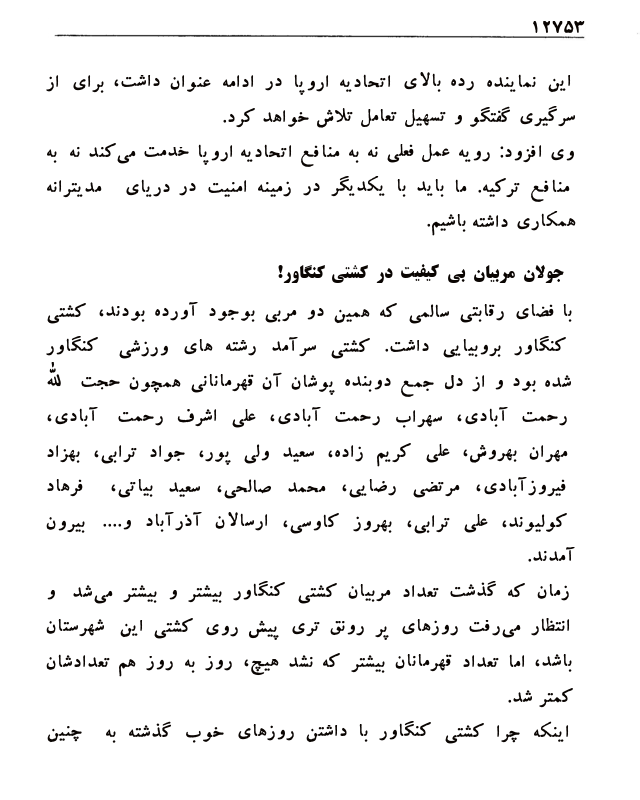 ۱۲۷۵۳
این نماینده رده بالای اتحادیه اروپا در ادامه عنوان داشت، برای از
سرگیری گفتگو و تسهیل تعامل تلاش خواهد کرد.
وی افزود: رویه عمل فعلی نه به منافع اتحادیه اروپا خدمت می‌کند نه به
منافع ترکیه. ما باید با یکدیگر در زمینه امنیت در دریای مدیترانه
همکاری داشته باشیم.
جولان مربیان بی کیفیت در کشتی کنگاور!
با فضای رقابتی سالمی که همین دو مربی بوجود آورده بودند، کشتی
کنگاور بروبیایی داشت. کشتی سرآمد رشته های ورزشی کنگاور
شده بود و از دل جمع دوبنده پوشان آن قهرمانانی همچون حجت لله
رحمت آبادی، سهراب رحمت آبادی، علی اشرف رحمت آبادی،
مهران بهروش، علی کریم زاده، سعید ولی پور، جواد ترابی، بهزاد
فیروزآبادی، مرتضی رضایی، محمد صالحی، سعید بیاتی، فرهاد
کولیوند، علی ترابی، بهروز کاوسی، ارسالان آذرآباد و.... بیرون
آمدند.
زمان که گذشت تعداد مربیان کشتی کنگاور بیشتر و بیشتر می‌شد و
انتظار می‌رفت روزهای پر رونق تری پیش روی کشتی این شهرستان
باشد، اما تعداد قهرمانان بیشتر که نشد هیچ، روز به روز هم تعدادشان
کمتر شد.
اینکه چرا کشتی کنگاور با داشتن روزهای خوب گذشته به چنین